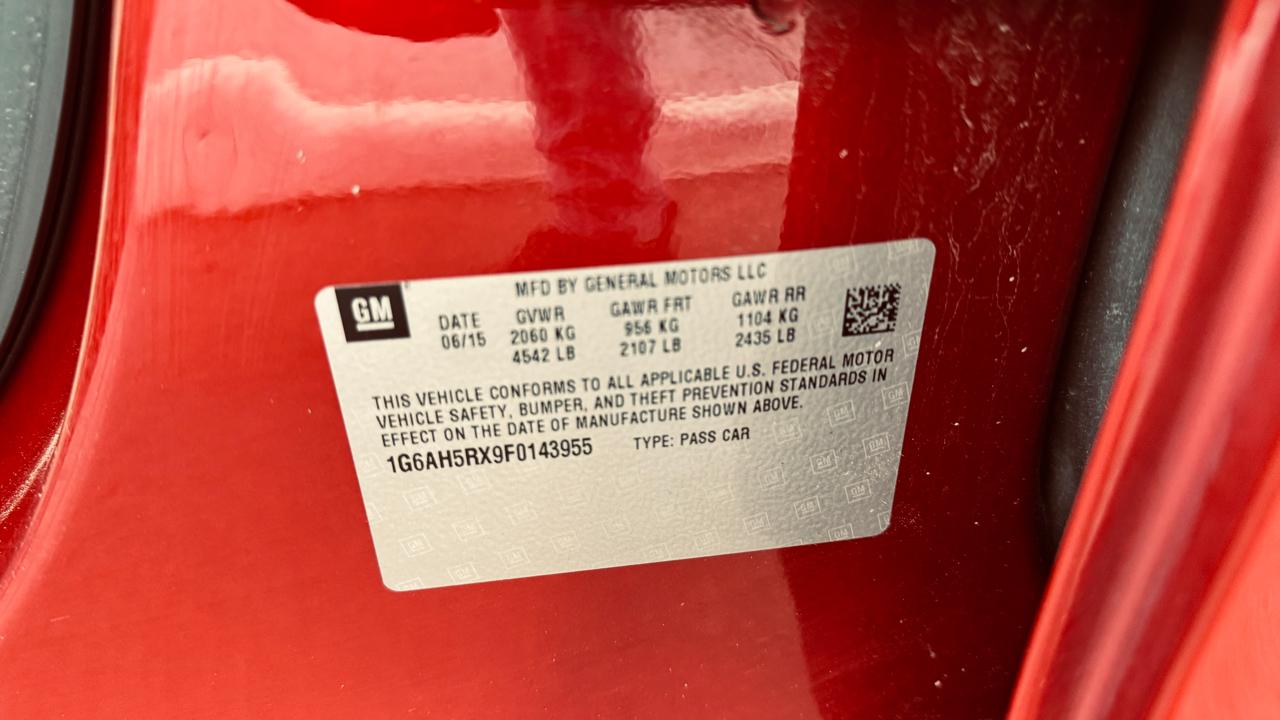 GM
MFD BY GENERAL MOTORS LLC
DATE GVWR GAWR FRT GAWR RR
06/15 2060 KG 956 KG 1104 KG
4542 LB 2107 LB 2435 LB
THIS VEHICLE CONFORMS TO ALL APPLICABLE U.S. FEDERAL MOTOR
VEHICLE SAFETY, BUMPER, AND THEFT PREVENTION STANDARDS IN
EFFECT ON THE DATE OF MANUFACTURE SHOWN ABOVE.
1G6AH5RX9F0143955 TYPE: PASS CAR